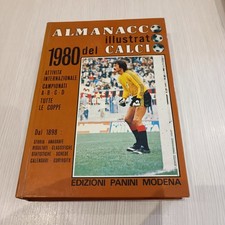 ALMANACCO
illustrato
1980 del CALCIO
ATTIVITÀ
INTERNAZIONALE
CAMPIONATI
A-B-C-D
TUTTE
LE COPPE
Dal 1898
EDIZIONI PANINI MODENA